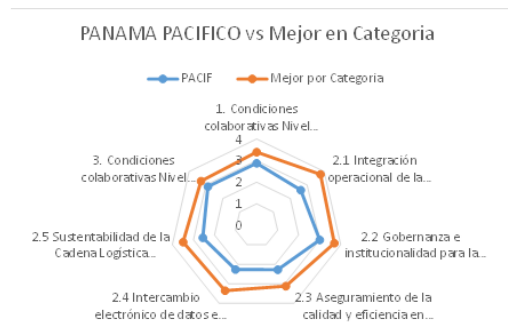 PANAMA PACIFICO vs Mejor en Categoria
PACIF
Mejor por Categoria
1. Condiciones
colaborativas Nivel...
4
3
2
1
0
2.1 Integración
operacional de la...
2.2 Gobernanza e
institucionalidad para la...
2.3 Aseguramiento de la
calidad y eficiencia en...
2.4 Intercambio
electrónico de datos e...
2.5 Sustentabilidad de la
Cadena Logística...
3. Condiciones
colaborativas Nivel...